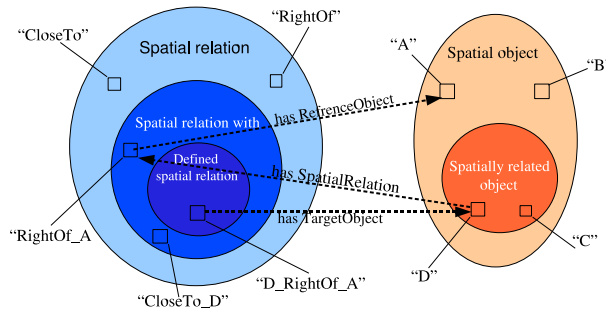 "RightOf"
"CloseTo"
Spatial relation
Spatial object
"A"
"B"
has RefrenceObject
Spatial relation with
Defined
spatial relation
Spatially related
object
has SpatialRelation
has TargetObject
"RightOf_A
"CloseTo_D"
"D_RightOf_A"
"D"
"C"